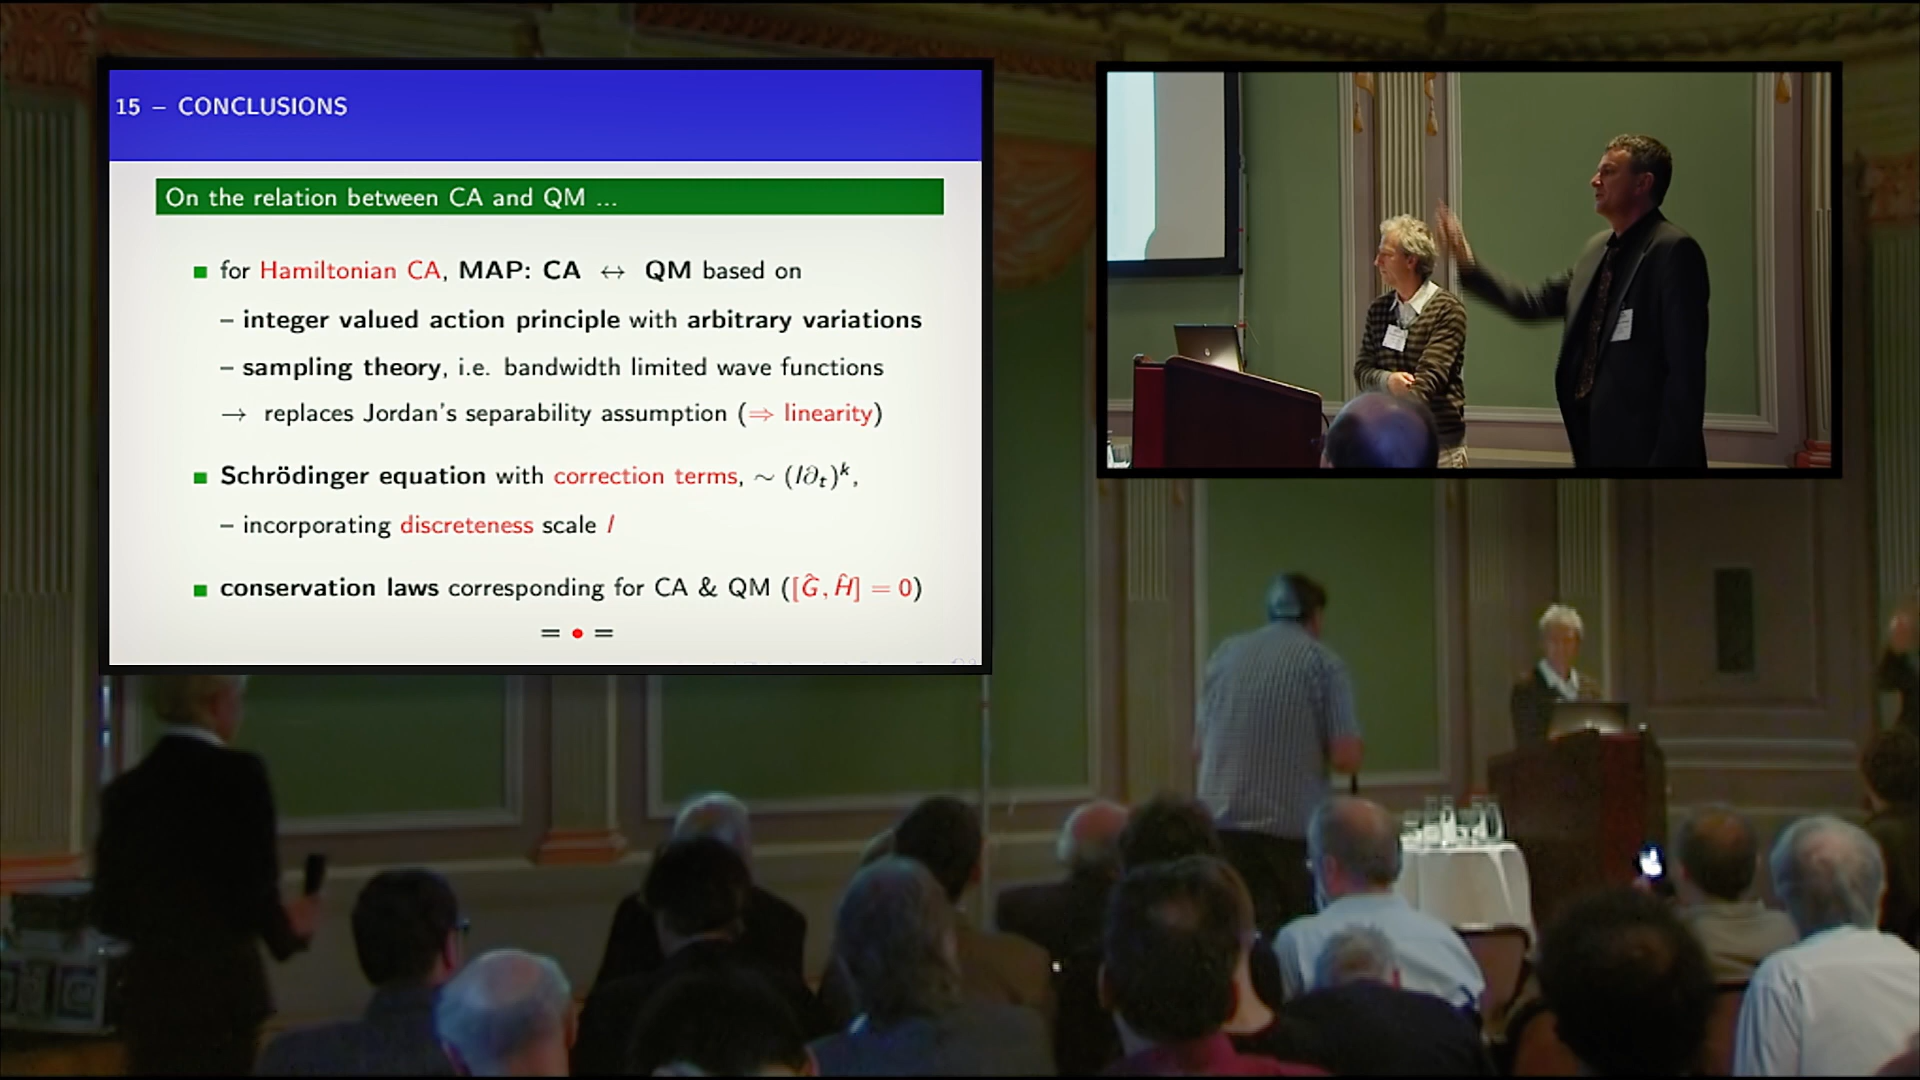 15 – CONCLUSIONS
On the relation between CA and QM ...
for Hamiltonian CA, MAP: CA ↔ QM based on
– integer valued action principle with arbitrary variations
– sampling theory, i.e. bandwidth limited wave functions
→ replaces Jordan's separability assumption (⇒ linearity)
Schrödinger equation with correction terms, ~ (l∂ₜ)ᵏ,
– incorporating discreteness scale l
conservation laws corresponding for CA & QM ([Ĝ, Ĥ] = 0)
= • =